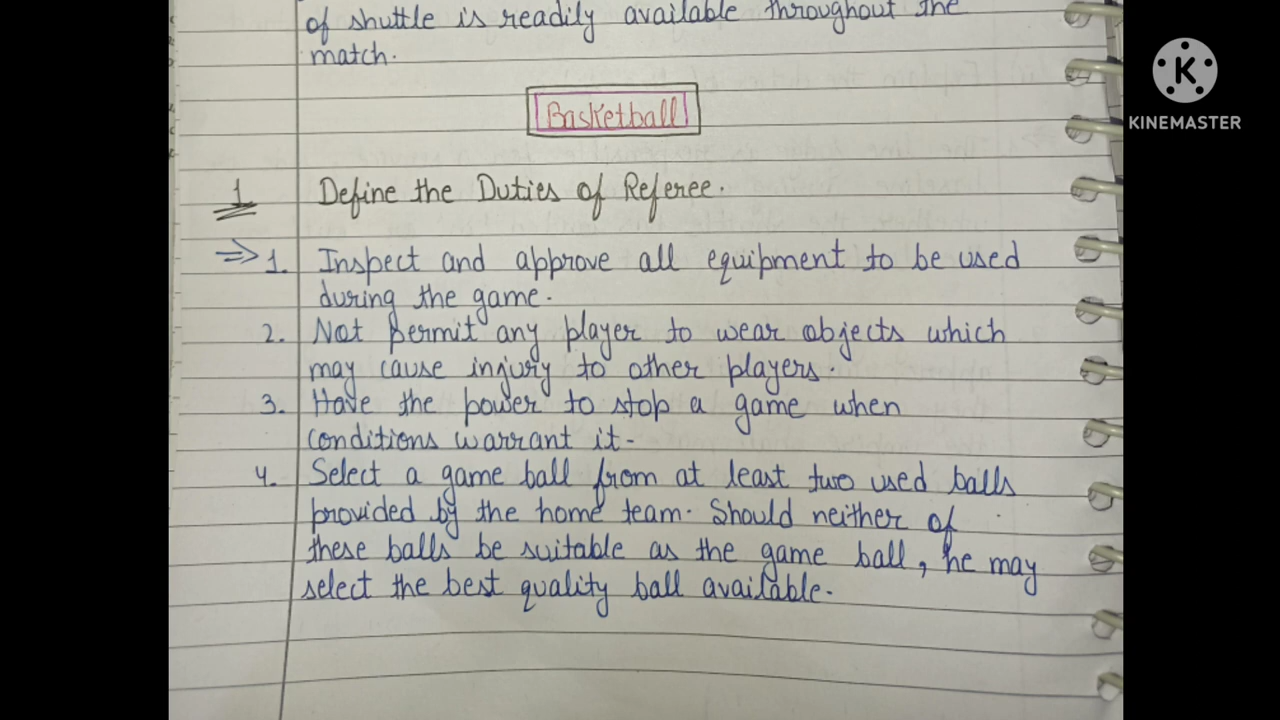 of shuttle is readily available throughout the
match.
Basketball
1 Define the Duties of Referee.
⇒ 1. Inspect and approve all equipment to be used
during the game.
2. Not permit any player to wear objects which
may cause injury to other players.
3. Have the power to stop a game when
conditions warrant it-
4. Select a game ball from at least two used balls
provided by the home team. Should neither of
these balls be suitable as the game ball, he may
select the best quality ball available.
K
KINEMASTER